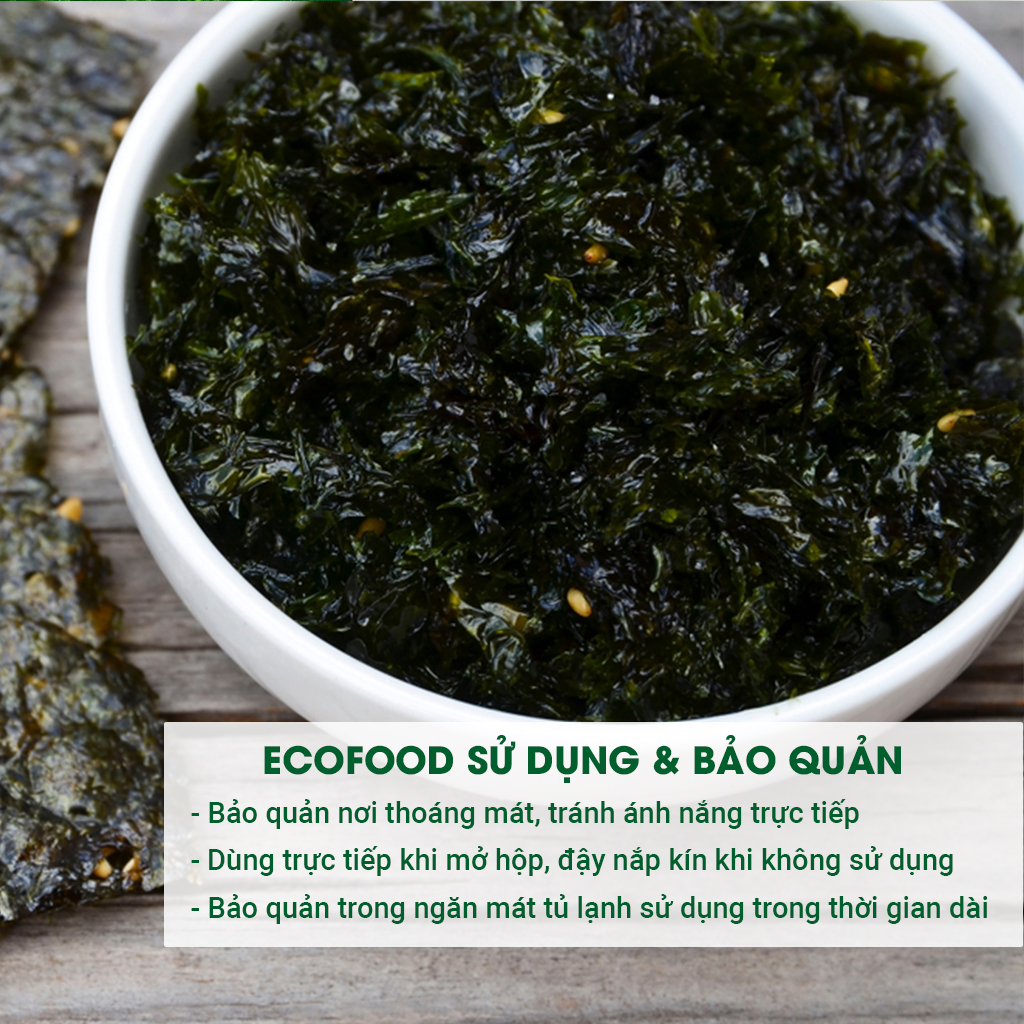 ECOFOOD SỬ DỤNG & BẢO QUẢN
- Bảo quản nơi thoáng mát, tránh ánh nắng trực tiếp
- Dùng trực tiếp khi mở hộp, đậy nắp kín khi không sử dụng
- Bảo quản trong ngăn mát tủ lạnh sử dụng trong thời gian dài